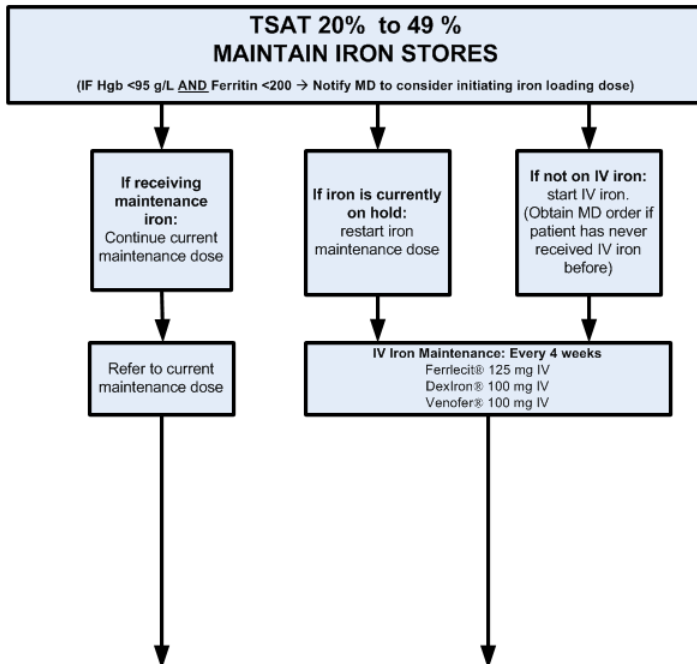 TSAT 20% to 49 %
MAINTAIN IRON STORES
(IF Hgb <95 g/L AND Ferritin <200 → Notify MD to consider initiating iron loading dose)
If receiving
maintenance
iron:
Continue current
maintenance dose
If iron is currently
on hold:
restart iron
maintenance dose
If not on IV iron:
start IV iron.
(Obtain MD order if
patient has never
received IV iron
before)
Refer to current
maintenance dose
IV Iron Maintenance: Every 4 weeks
Ferrlecit® 125 mg IV
DexIron® 100 mg IV
Venofer® 100 mg IV